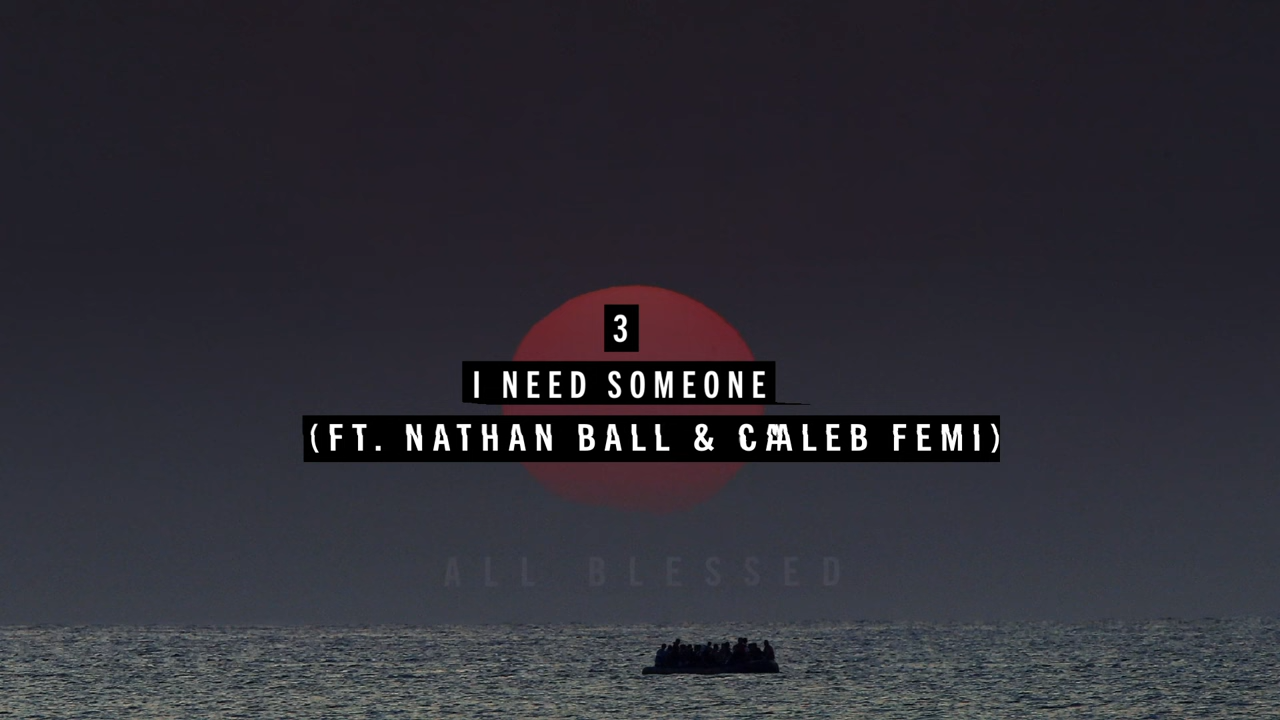 3
I NEED SOMEONE
(FT. NATHAN BALL & CALEB FEMI)
ALL BLESSED